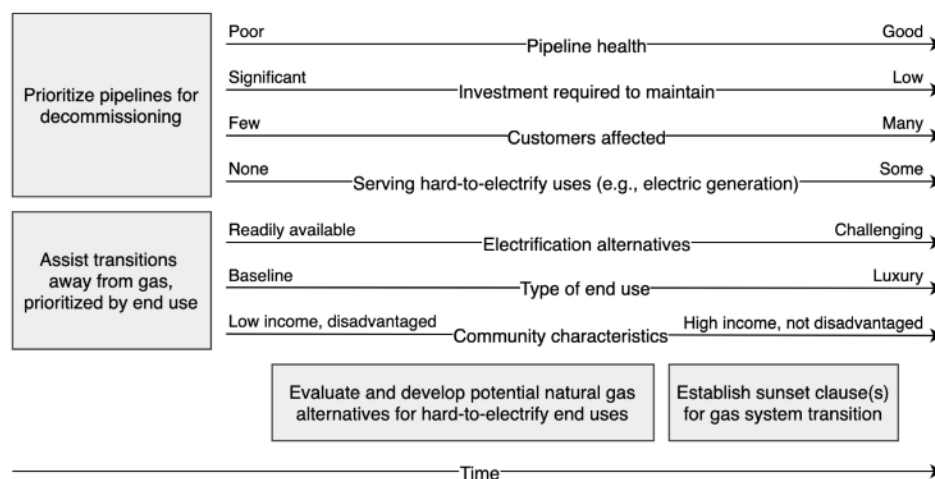 Prioritize pipelines for
decommissioning
Poor Pipeline health Good
Significant Investment required to maintain Low
Few Customers affected Many
None Serving hard-to-electrify uses (e.g., electric generation) Some
Assist transitions
away from gas,
prioritized by end use
Readily available Electrification alternatives Challenging
Baseline Type of end use Luxury
Low income, disadvantaged Community characteristics High income, not disadvantaged
Evaluate and develop potential natural gas
alternatives for hard-to-electrify end uses
Establish sunset clause(s)
for gas system transition
Time